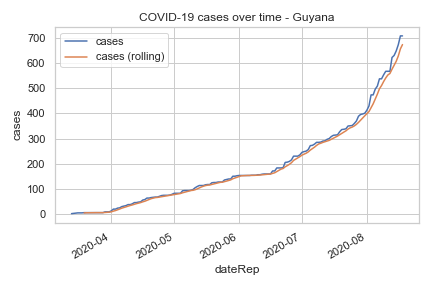 COVID-19 cases over time - Guyana
cases
cases (rolling)
700
600
500
400
300
200
100
0
cases
2020-04
2020-05
2020-06
2020-07
2020-08
dateRep